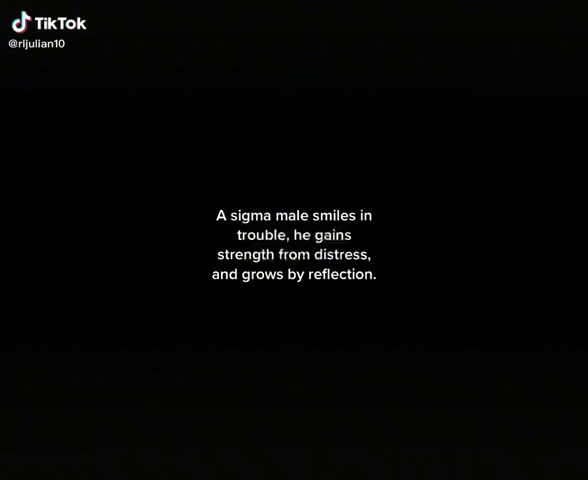 TikTok
@rljulian10
A sigma male smiles in
trouble, he gains
strength from distress,
and grows by reflection.